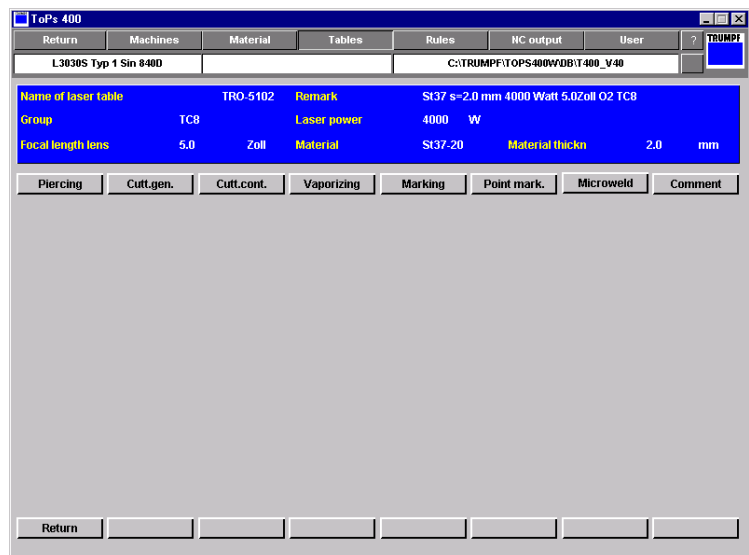 ToPs 400
Return Machines Material Tables Rules NC output User ? TRUMPF
L3030S Typ 1 Sin 840D C:\TRUMPF\TOPS400W\DB\T400_V40
Name of laser table TRO-5102 Remark St37 s=2.0 mm 4000 Watt 5.0Zoll O2 TC8
Group TC8 Laser power 4000 W
Focal length lens 5.0 Zoll Material St37-20 Material thickn 2.0 mm
Piercing Cutt.gen. Cutt.cont. Vaporizing Marking Point mark. Microweld Comment
Return